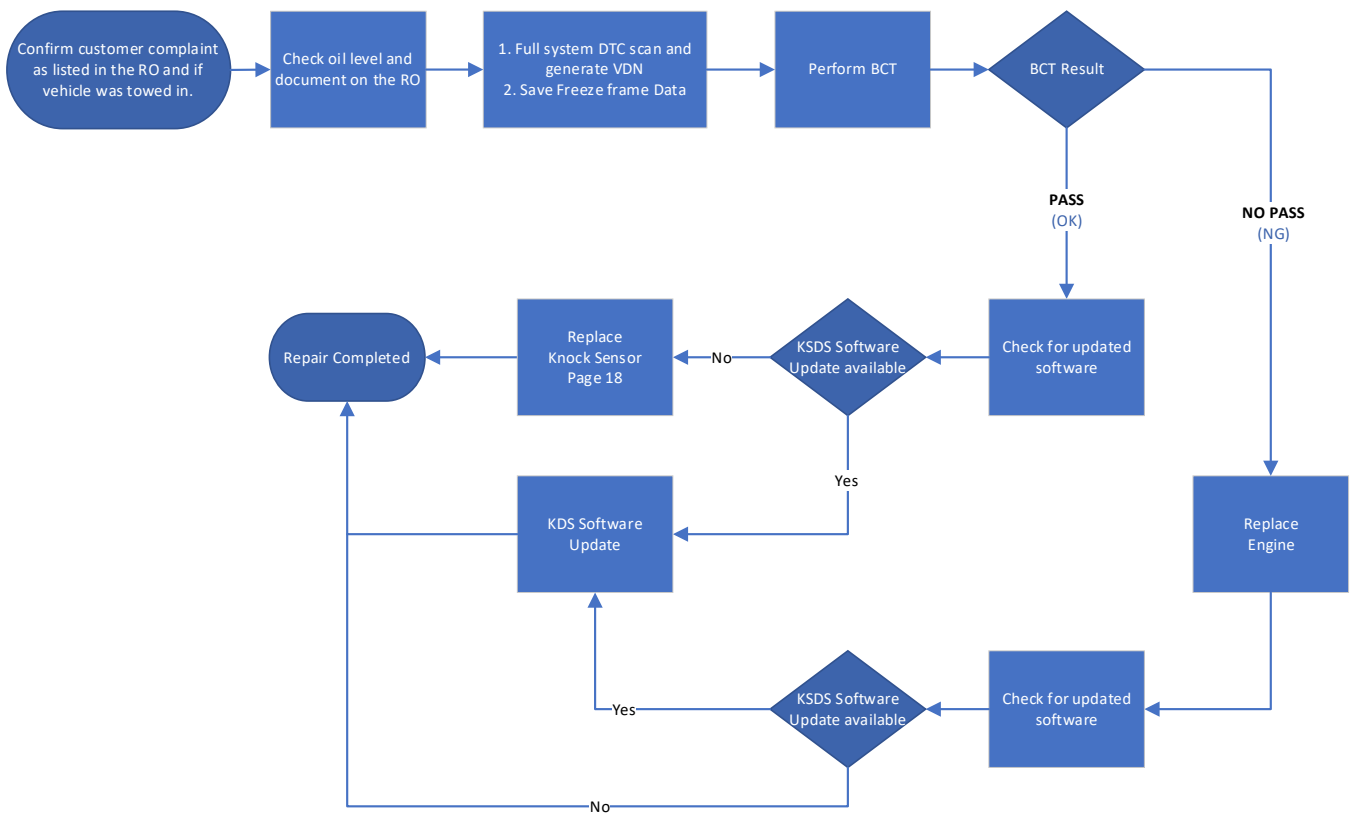 Confirm customer complaint
as listed in the RO and if
vehicle was towed in.
Check oil level and
document on the RO
1. Full system DTC scan and
generate VDN
2. Save Freeze frame Data
Perform BCT
BCT Result
PASS
(OK)
NO PASS
(NG)
Repair Completed
Replace
Knock Sensor
Page 18
No
KSDS Software
Update available
Check for updated
software
Yes
KDS Software
Update
Replace
Engine
Yes
KSDS Software
Update available
Check for updated
software
No